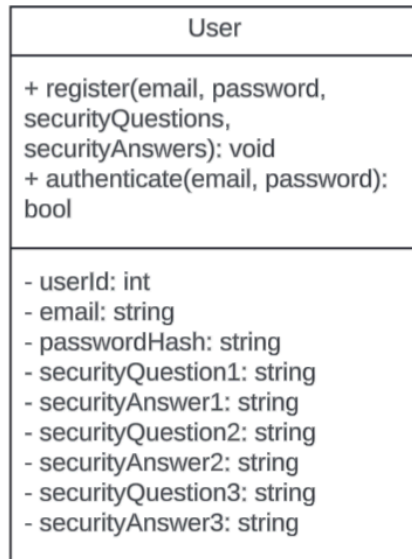 User
+ register(email, password,
securityQuestions,
securityAnswers): void
+ authenticate(email, password):
bool
- userId: int
- email: string
- passwordHash: string
- securityQuestion1: string
- securityAnswer1: string
- securityQuestion2: string
- securityAnswer2: string
- securityQuestion3: string
- securityAnswer3: string